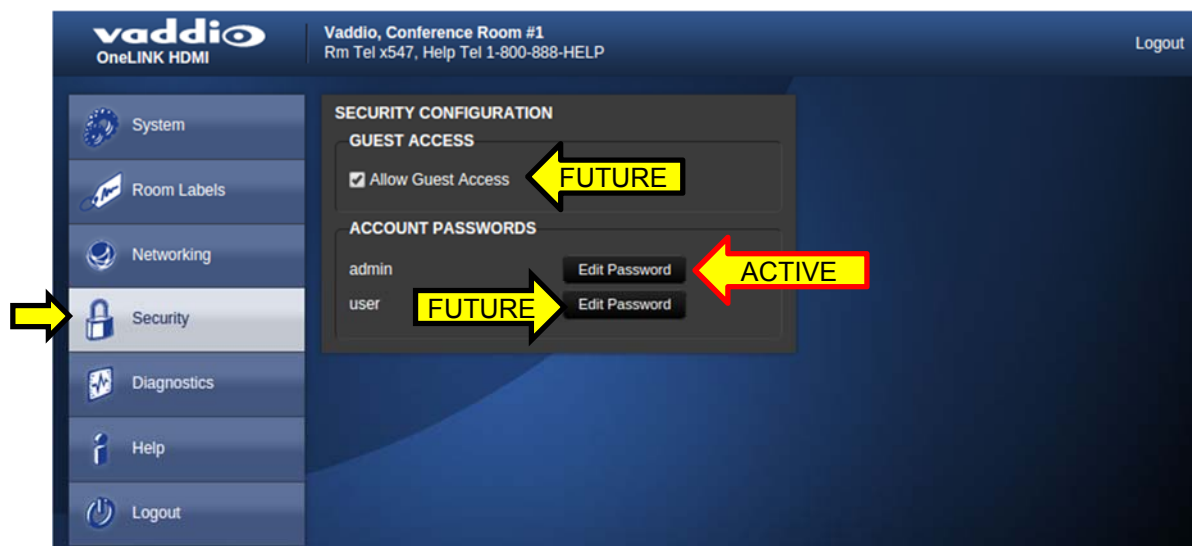 vaddio
OneLINK HDMI
Vaddio, Conference Room #1
Rm Tel x547, Help Tel 1-800-888-HELP
Logout
System
Room Labels
Networking
Security
Diagnostics
Help
Logout
SECURITY CONFIGURATION
GUEST ACCESS
Allow Guest Access
FUTURE
ACCOUNT PASSWORDS
admin
Edit Password
ACTIVE
user
FUTURE
Edit Password